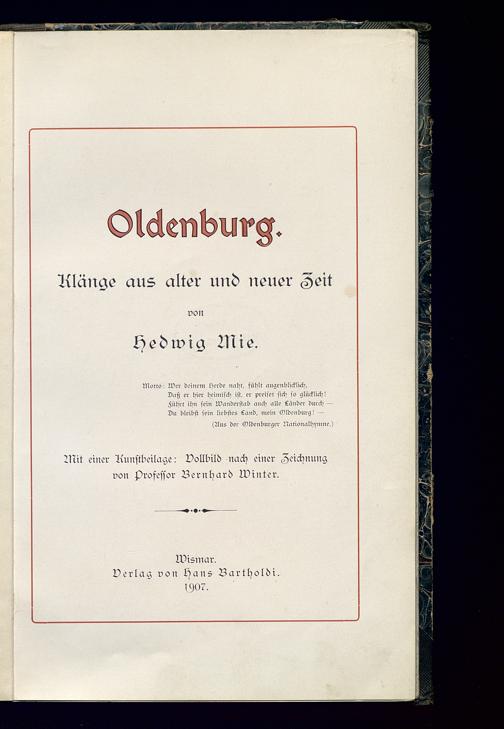 Oldenburg.
Klänge aus alter und neuer Zeit
von
Hedwig Mie.
Motto: Wer deinem Herde naht, fühlt augenblicklich,
Daß er hier heimisch ist, er preiset sich so glücklich!
Führt ihn sein Wanderstab auch alle Länder durch —
Du bleibst sein liebstes Land, mein Oldenburg! —
(Aus der Oldenburger Nationalhymne.)
Mit einer Kunstbeilage: Vollbild nach einer Zeichnung
von Professor Bernhard Winter.
Wismar.
Verlag von Hans Bartholdi.
1907.